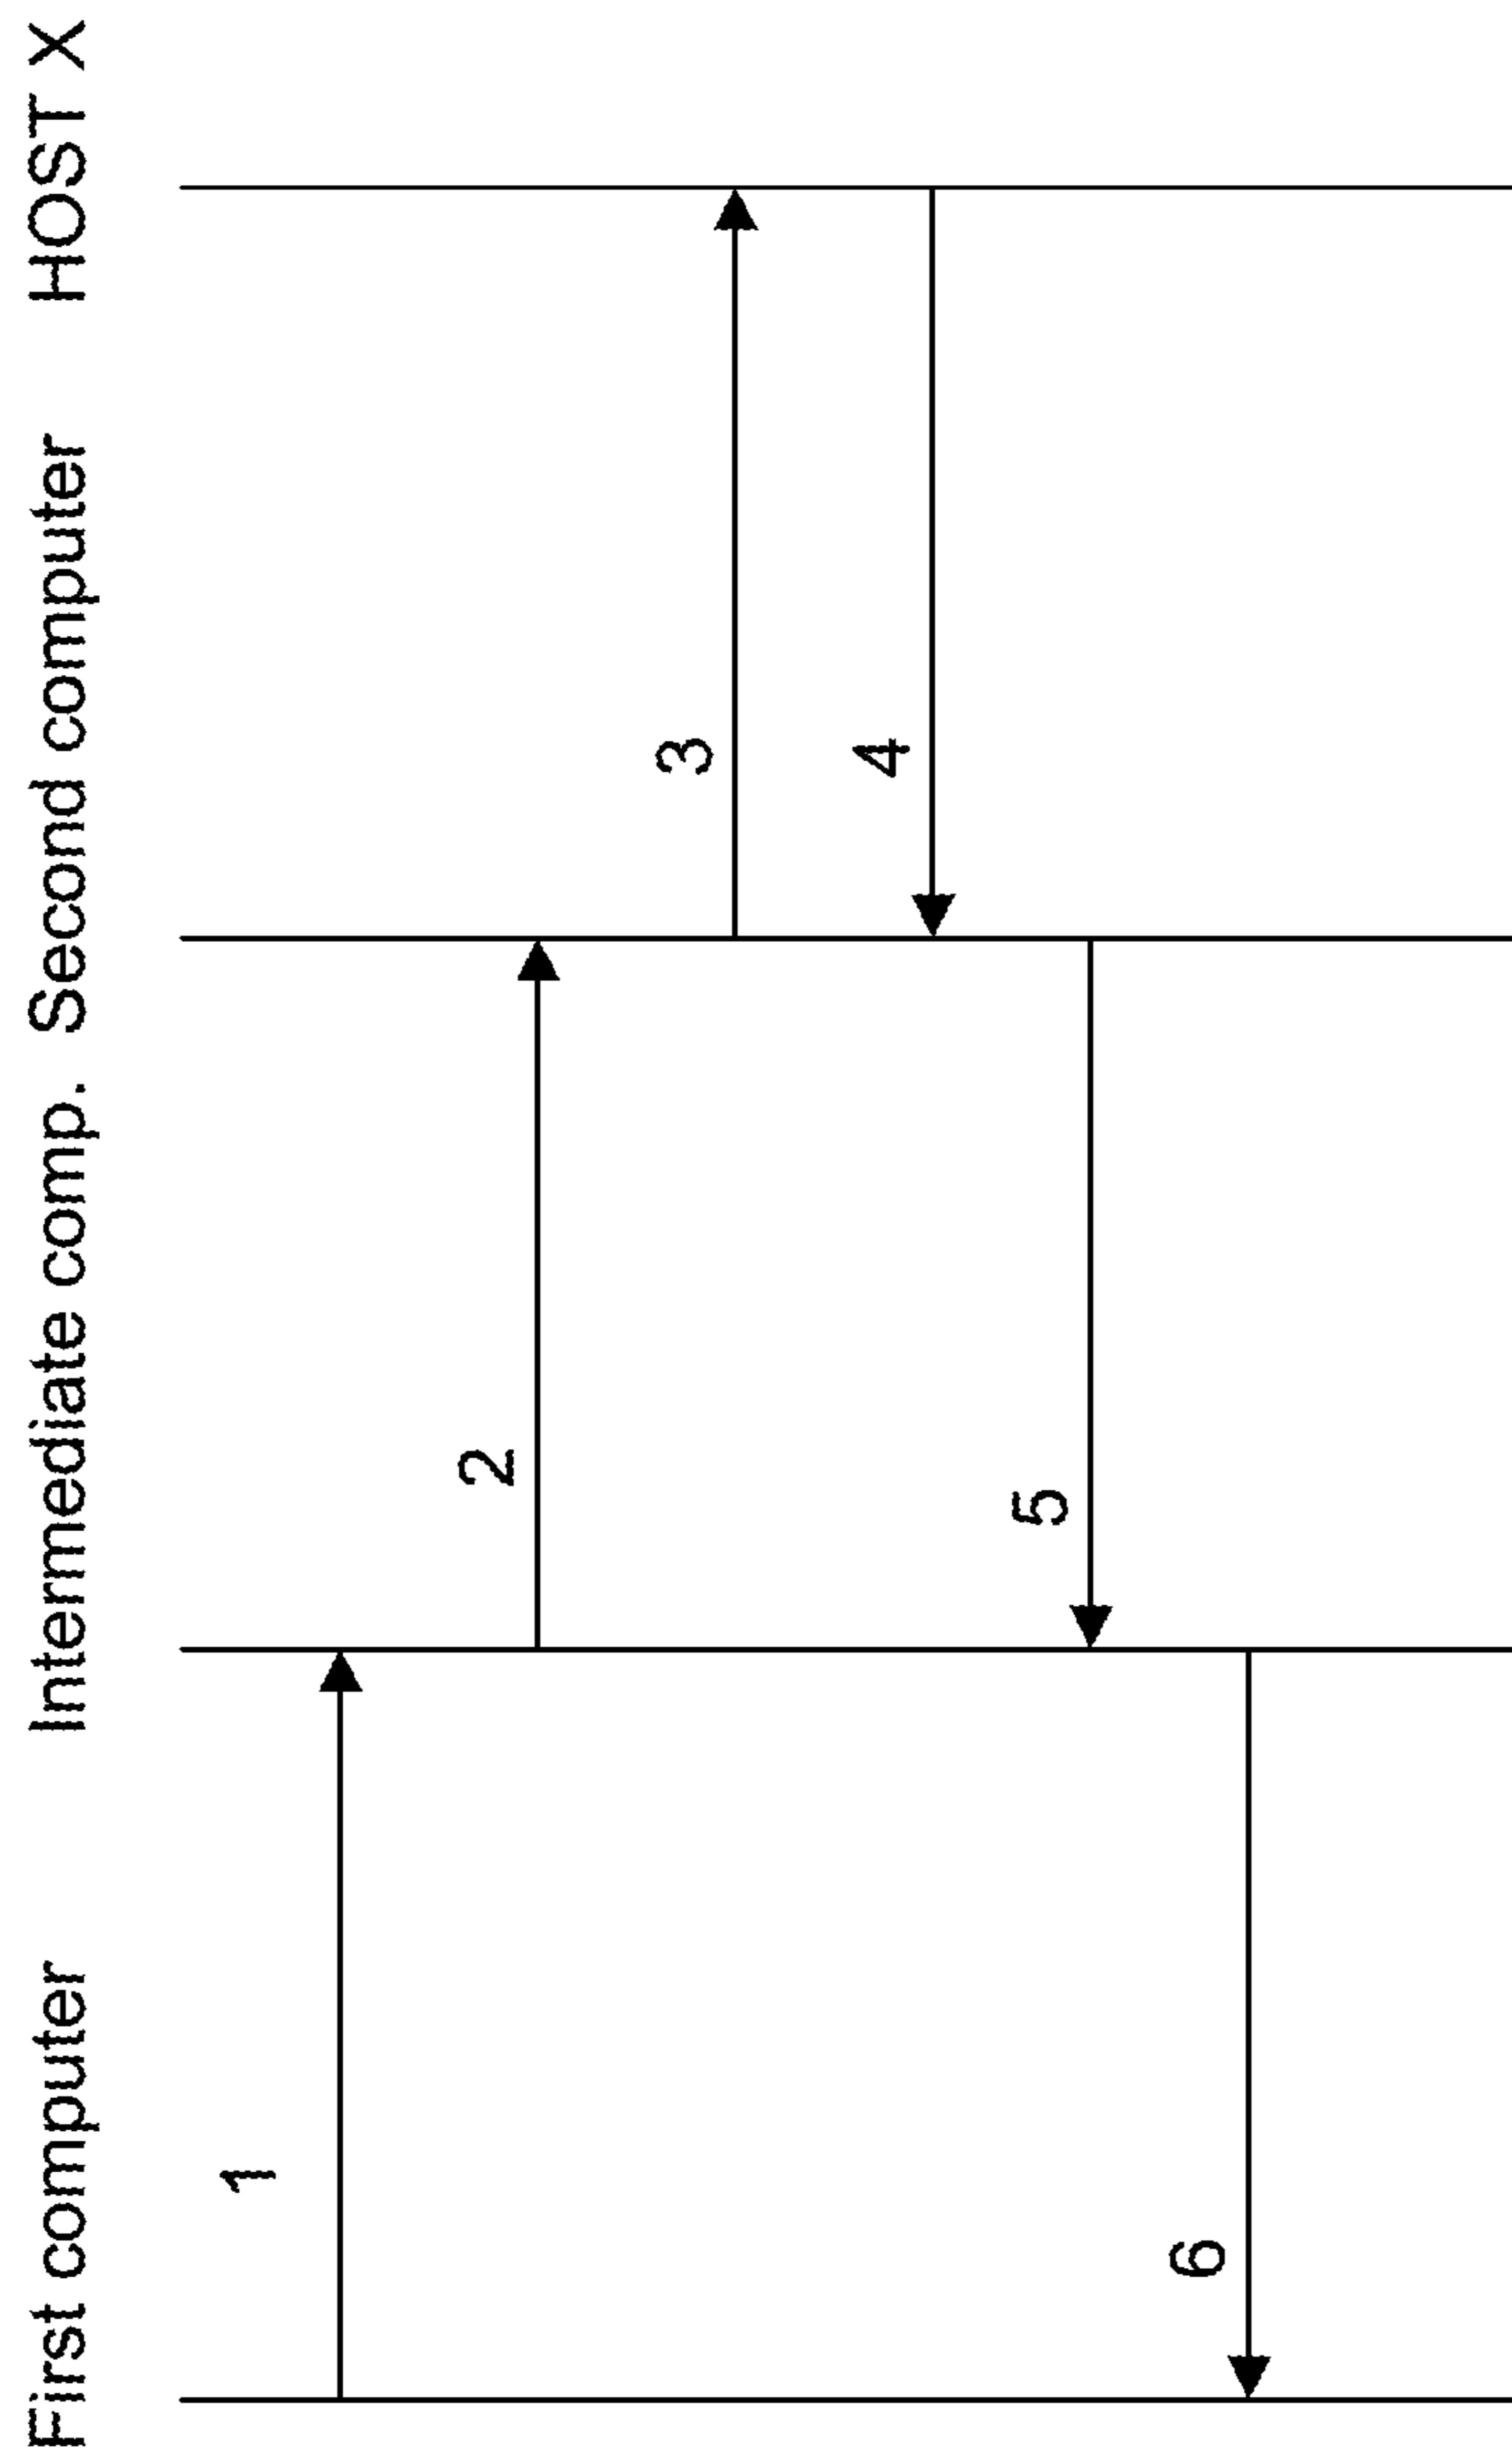 First computer
Intermediate comp.
Second computer
HOST X
1
2
3
4
5
6